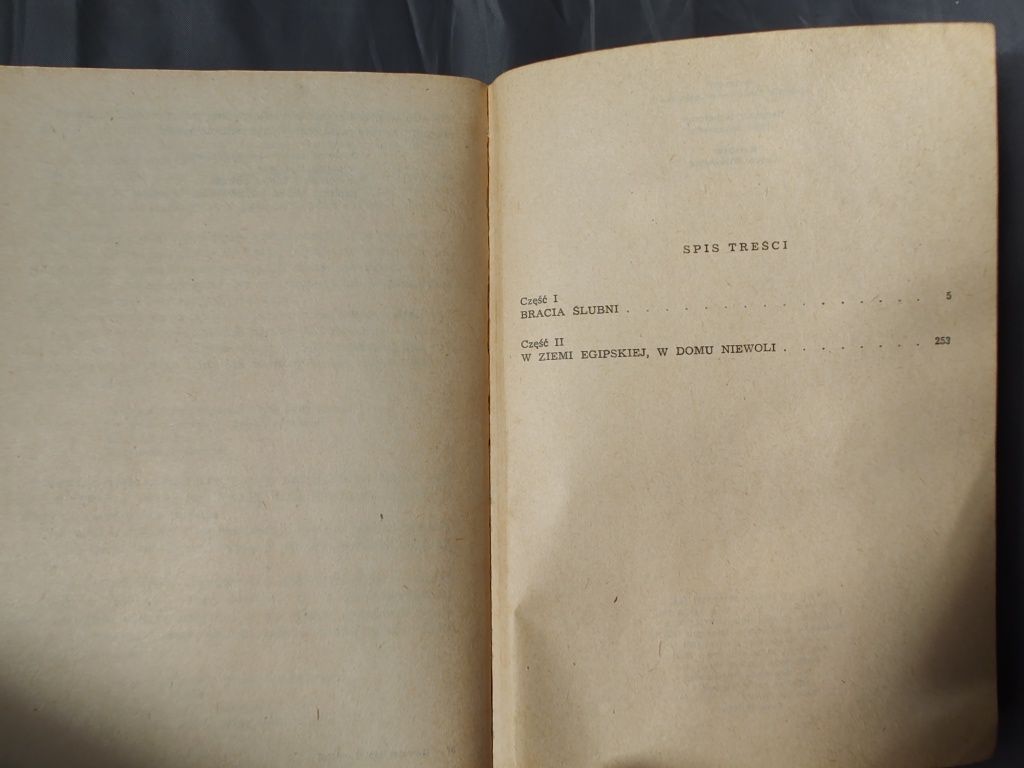 SPIS TREŚCI
Część I
BRACIA ŚLUBNI . . . . . . . . . . . . . . . . 5
Część II
W ZIEMI EGIPSKIEJ, W DOMU NIEWOLI . . . . . . . . . 253